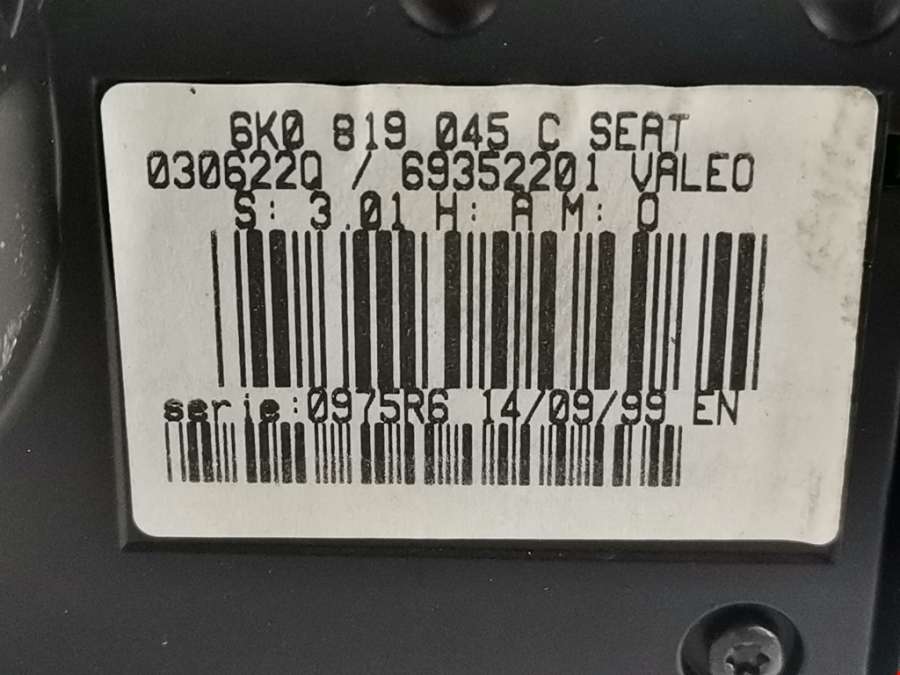 6K0 819 045 C SEAT
030622Q / 69352201 VALEO
S: 3.01 H: A M: 0
serie:0975R6 14/09/99 EN